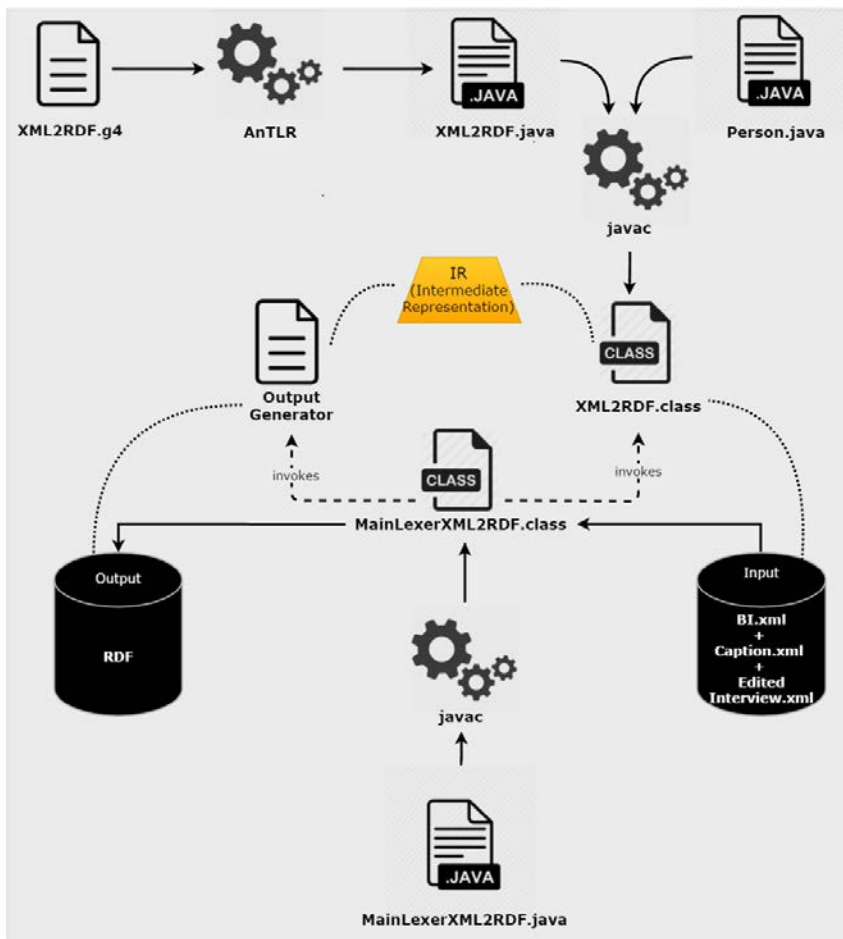 .JAVA
XML2RDF.g4
AnTLR
XML2RDF.java
.JAVA
Person.java
javac
IR
(Intermediate
Representation)
CLASS
Output
Generator
XML2RDF.class
invokes
CLASS
invokes
MainLexerXML2RDF.class
Output
RDF
Input
BI.xml
+
Caption.xml
+
Edited
Interview.xml
javac
.JAVA
MainLexerXML2RDF.java